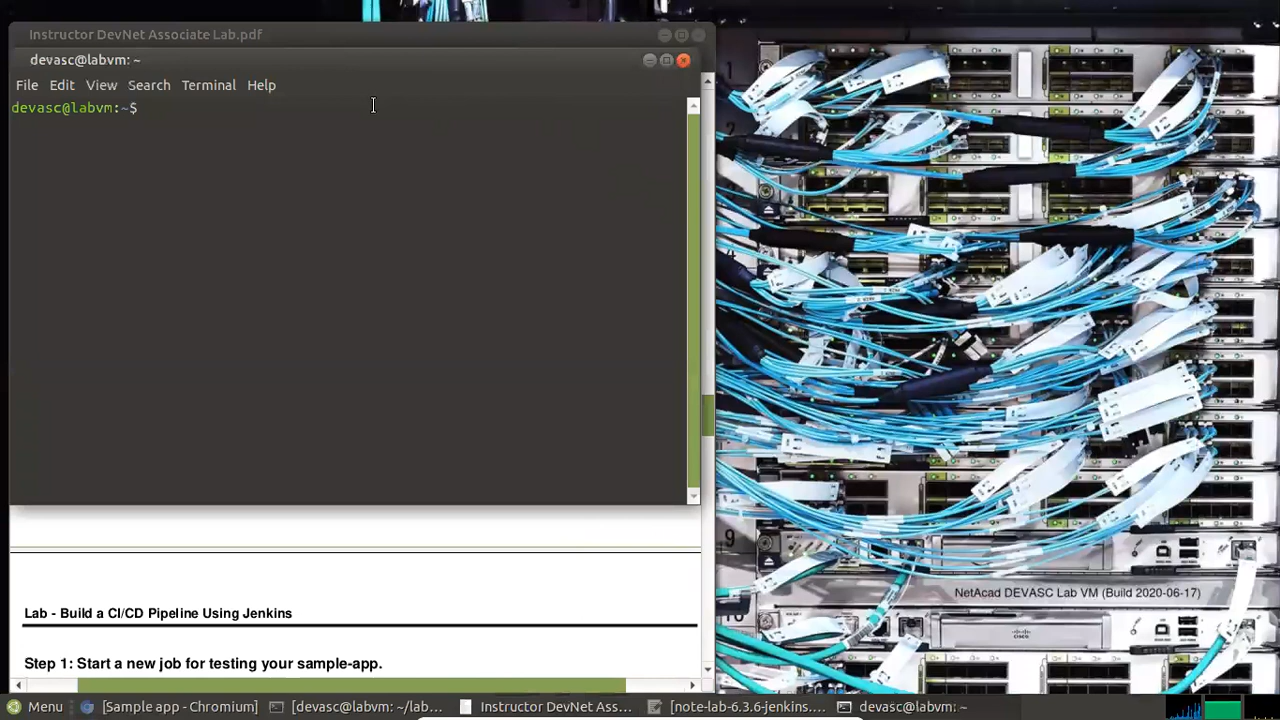 Instructor DevNet Associate Lab.pdf
devasc@labvm: ~
File Edit View Search Terminal Help
devasc@labvm:~$
NetAcad DEVASC Lab VM (Build 2020-06-17)
Lab - Build a CI/CD Pipeline Using Jenkins
Step 1: Start a new job for testing your sample-app.
Menu [Sample app - Chromium] [devasc@labvm: ~/lab... Instructor DevNet Ass... [note-lab-6.3.6-jenkins.... devasc@labvm: ~